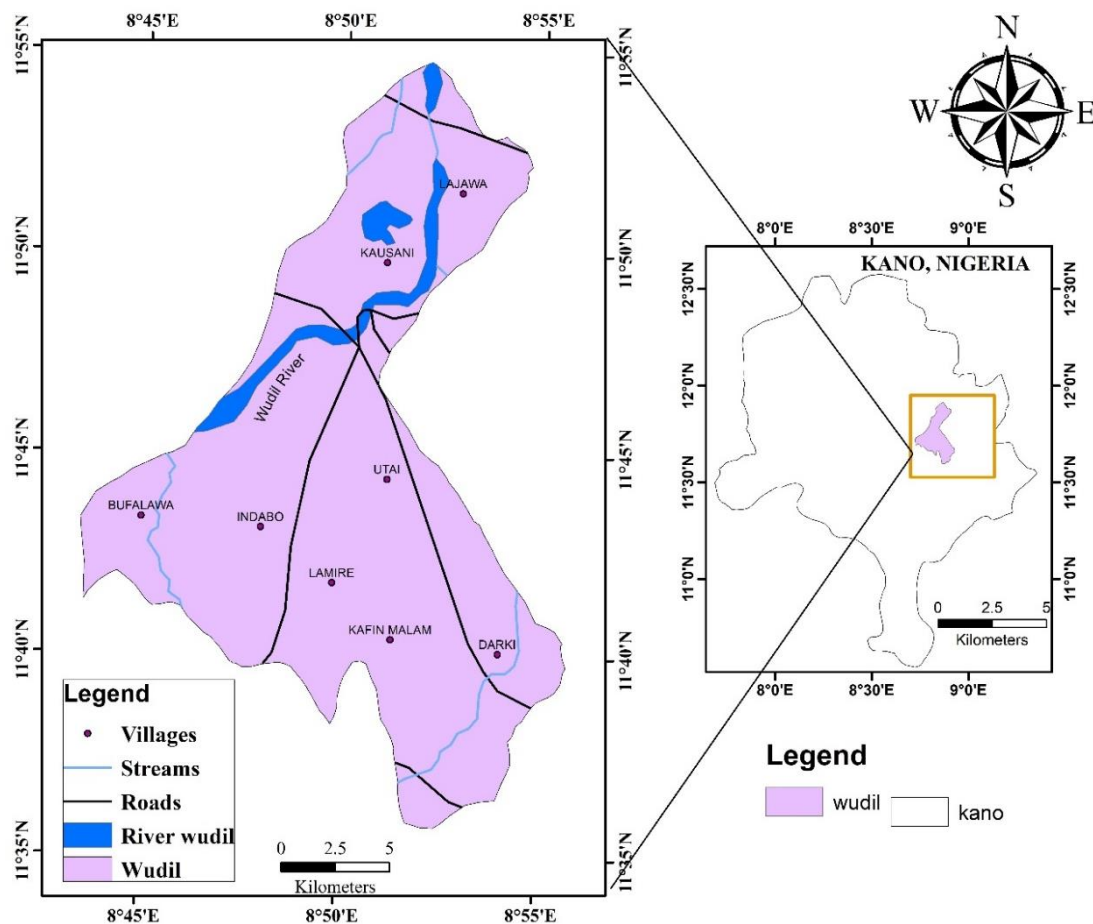 8°45'E
8°50'E
8°55'E
11°55'N
11°55'N
11°50'N
11°50'N
11°45'N
11°45'N
11°40'N
11°40'N
11°35'N
11°35'N
LAJAWA
KAUSANI
Wudil River
UTAI
BUFALAWA
INDABO
LAMIRE
KAFIN MALAM
DARKI
Legend
Villages
Streams
Roads
River wudil
Wudil
0 2.5 5
Kilometers
8°45'E
8°50'E
8°55'E
N
W
E
S
8°0'E
8°30'E
9°0'E
KANO, NIGERIA
12°30'N
12°30'N
12°0'N
12°0'N
11°30'N
11°30'N
11°0'N
11°0'N
0 2.5 5
Kilometers
8°0'E
8°30'E
9°0'E
Legend
wudil
kano